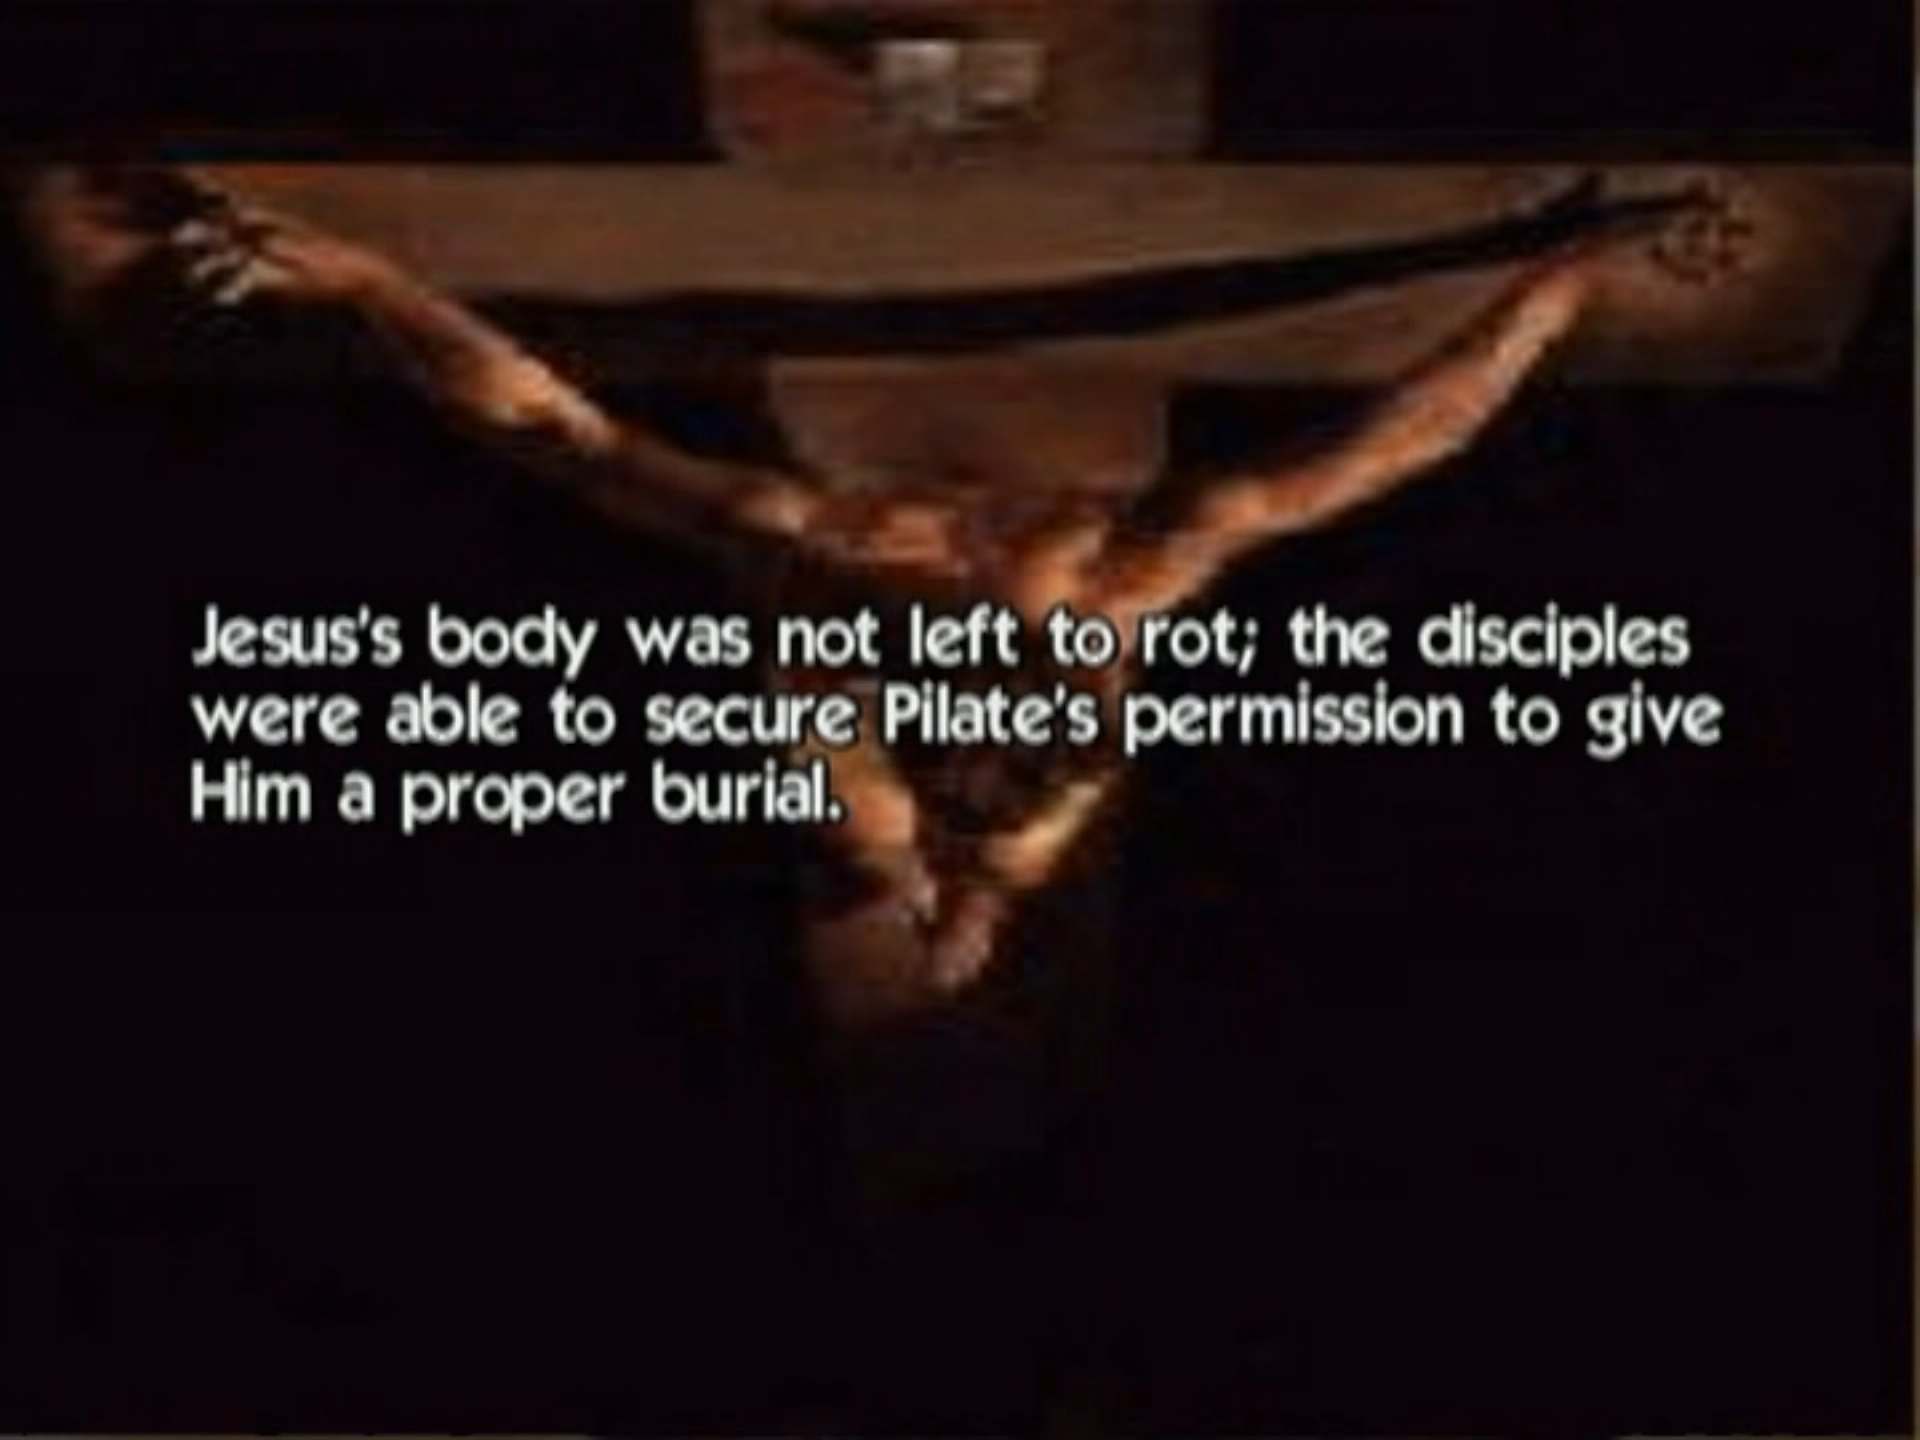 Jesus's body was not left to rot; the disciples
were able to secure Pilate's permission to give
Him a proper burial.